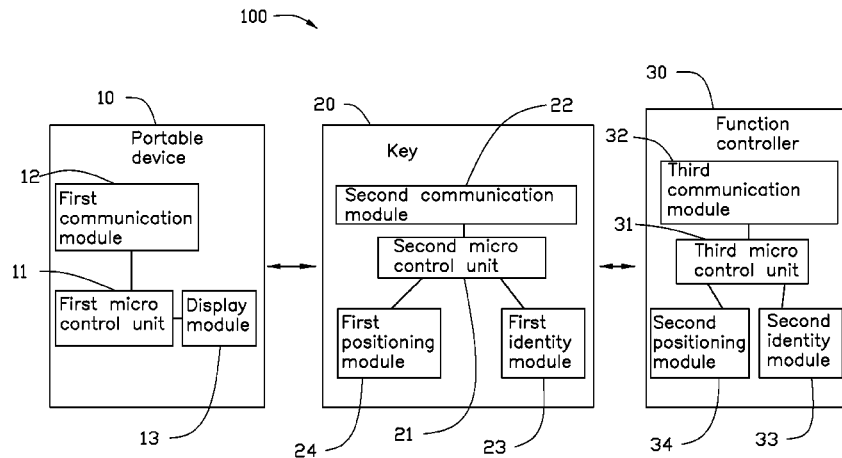 100
10
Portable
device
12
First
communication
module
11
First micro
control unit
Display
module
13
20
22
Key
Second communication
module
Second micro
control unit
First
positioning
module
First
identity
module
24
21
23
30
Function
controller
32
Third
communication
module
31
Third micro
control unit
Second
positioning
module
Second
identity
module
34
33